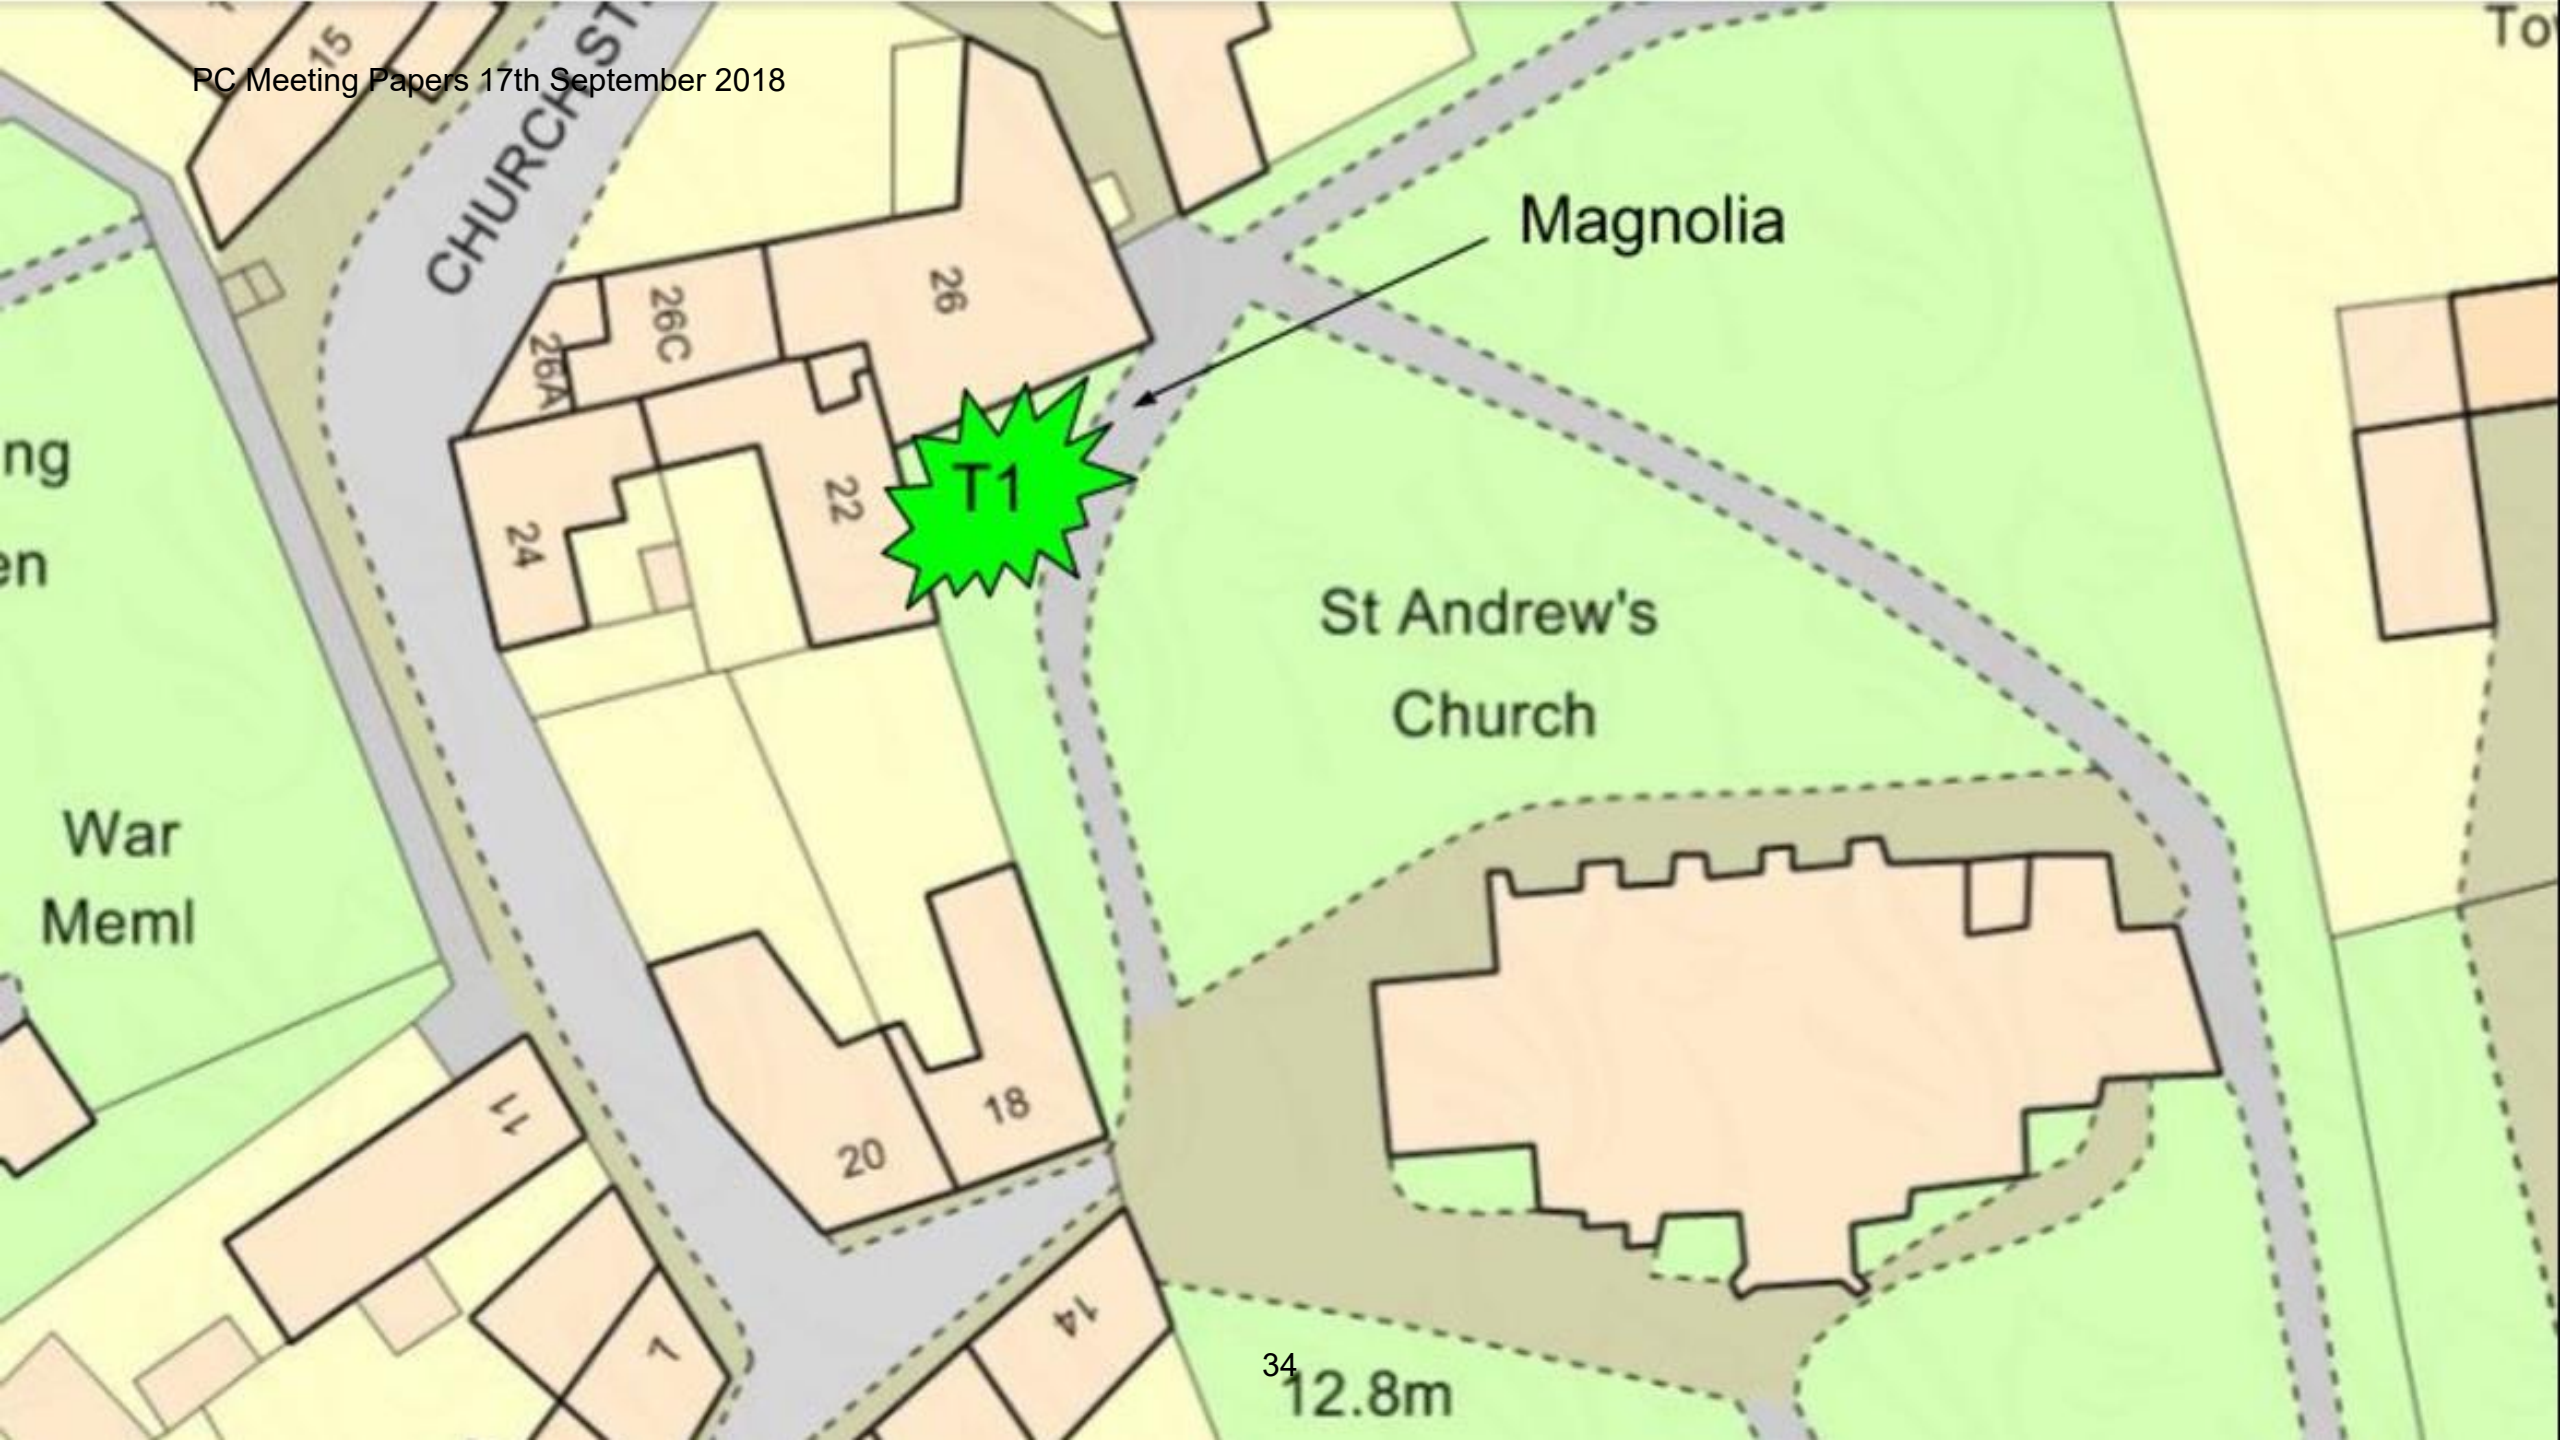 To
15
PC Meeting Papers 17th September 2018
CHURCH ST.
Magnolia
26
26C
26A
ng
T1
22
24
en
St Andrew's
Church
War
Meml
11
18
20
14
7
34
12.8m